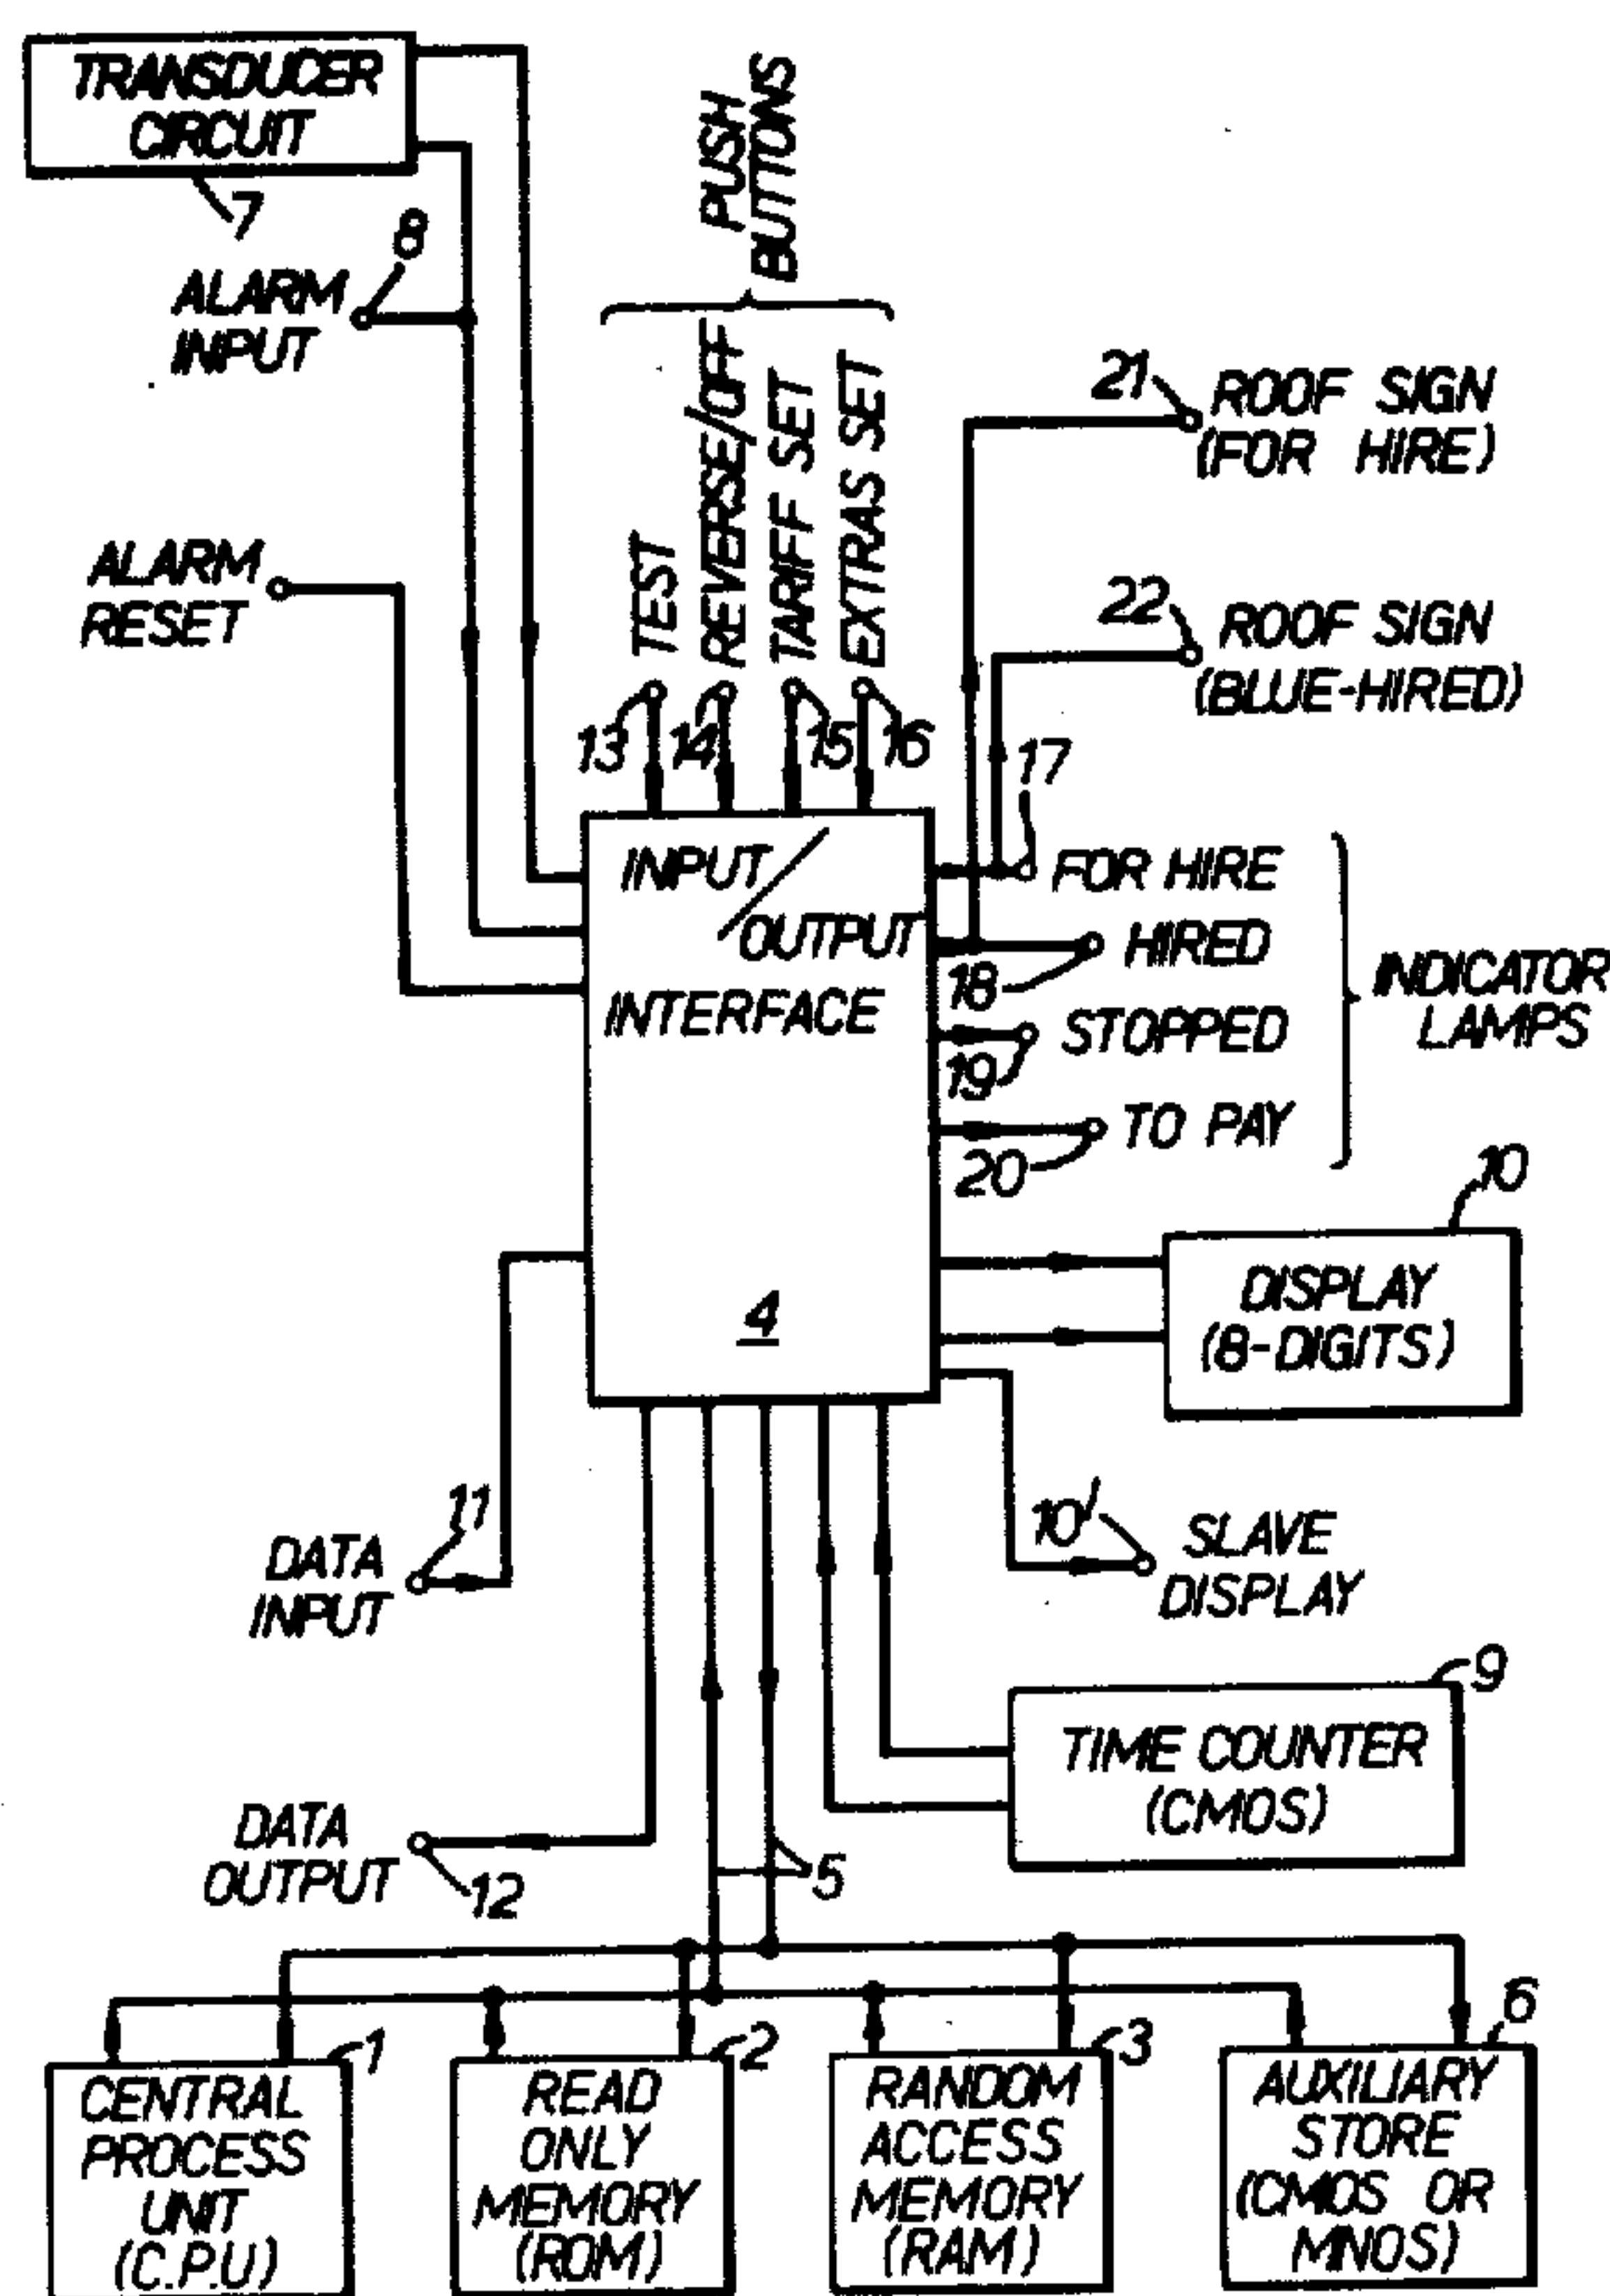 TRANSDUCER
CIRCUIT
7
PUSH
BUTTONS
8
ALARM
INPUT
TEST
REVERSE/OFF
TARIFF SET
EXTRAS SET
21
ROOF SIGN
(FOR HIRE)
ALARM
RESET
22
ROOF SIGN
(BLUE-HIRED)
13
14
15
16
17
INPUT/
OUTPUT
INTERFACE
4
FOR HIRE
HIRED
18
STOPPED
19
TO PAY
20
INDICATOR
LAMPS
10
DISPLAY
(8-DIGITS)
11
DATA
INPUT
10'
SLAVE
DISPLAY
9
TIME COUNTER
(CMOS)
DATA
OUTPUT
12
5
1
CENTRAL
PROCESS
UNIT
(C.P.U)
2
READ
ONLY
MEMORY
(ROM)
3
RANDOM
ACCESS
MEMORY
(RAM)
6
AUXILIARY
STORE
(CMOS OR
MNOS)